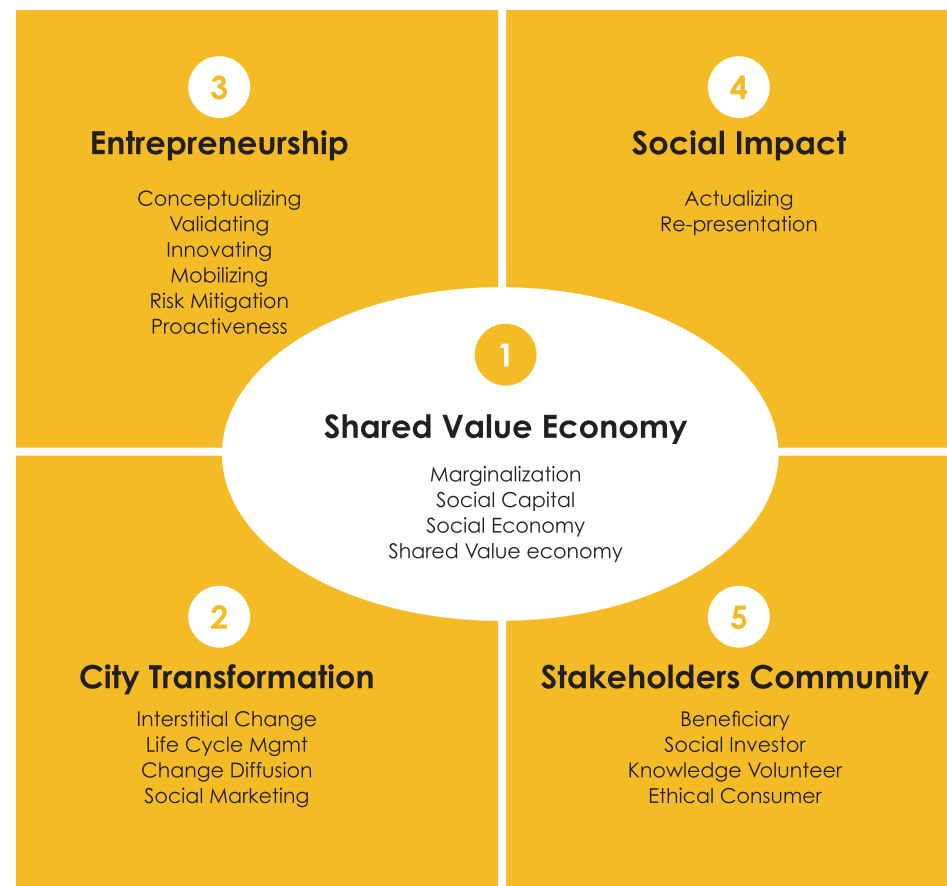 3
Entrepreneurship
Conceptualizing
Validating
Innovating
Mobilizing
Risk Mitigation
Proactiveness
4
Social Impact
Actualizing
Re-presentation
1
Shared Value Economy
Marginalization
Social Capital
Social Economy
Shared Value economy
2
City Transformation
Interstitial Change
Life Cycle Mgmt
Change Diffusion
Social Marketing
5
Stakeholders Community
Beneficiary
Social Investor
Knowledge Volunteer
Ethical Consumer